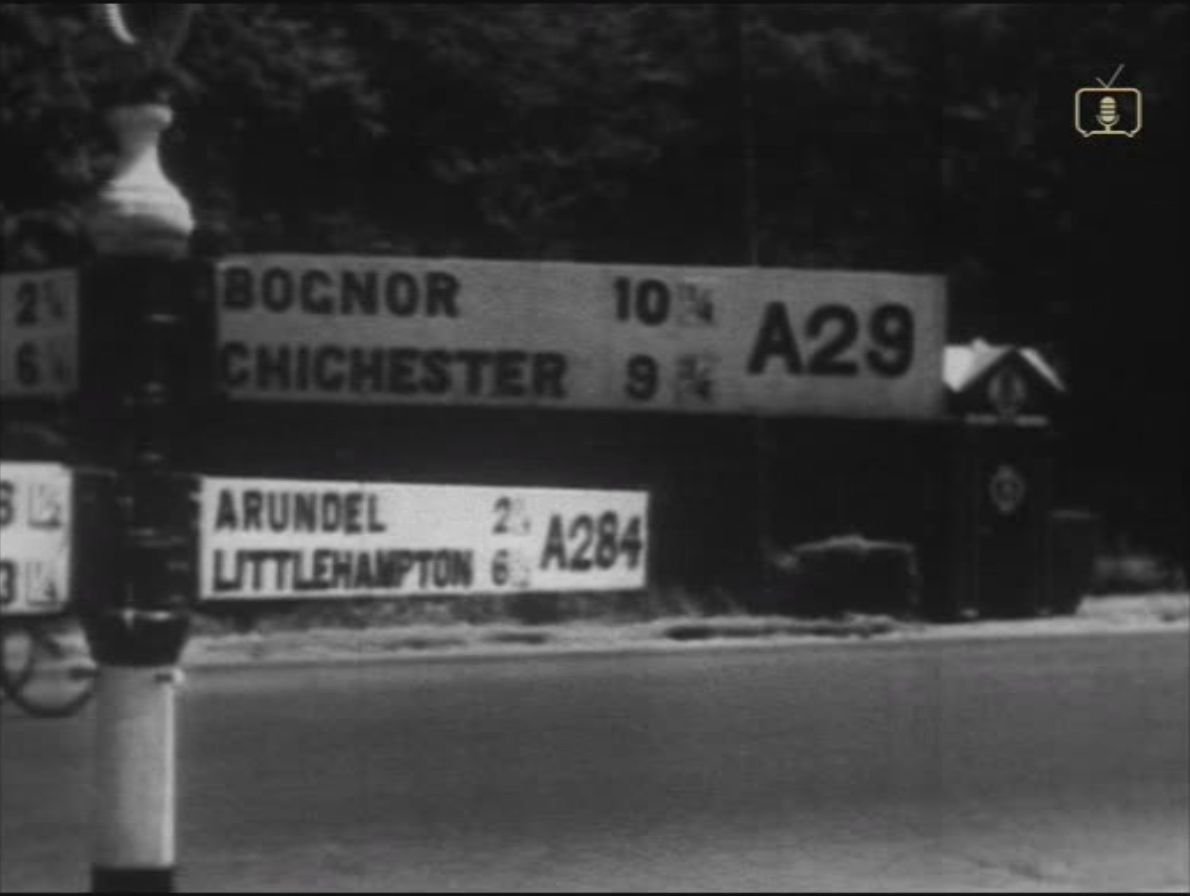 BOGNOR 10
CHICHESTER 9
A29
ARUNDEL 2
LITTLEHAMPTON 6
A284